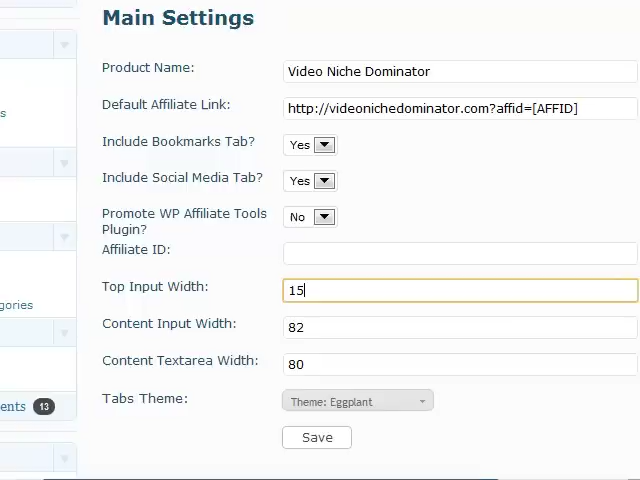 Main Settings
Product Name: Video Niche Dominator
Default Affiliate Link: http://videonichedominator.com?affid=[AFFID]
s
Include Bookmarks Tab? Yes
Include Social Media Tab? Yes
Promote WP Affiliate Tools No
Plugin?
Affiliate ID:
Top Input Width: 15
gories
Content Input Width: 82
Content Textarea Width: 80
Tabs Theme: Theme: Eggplant
ents 13
Save